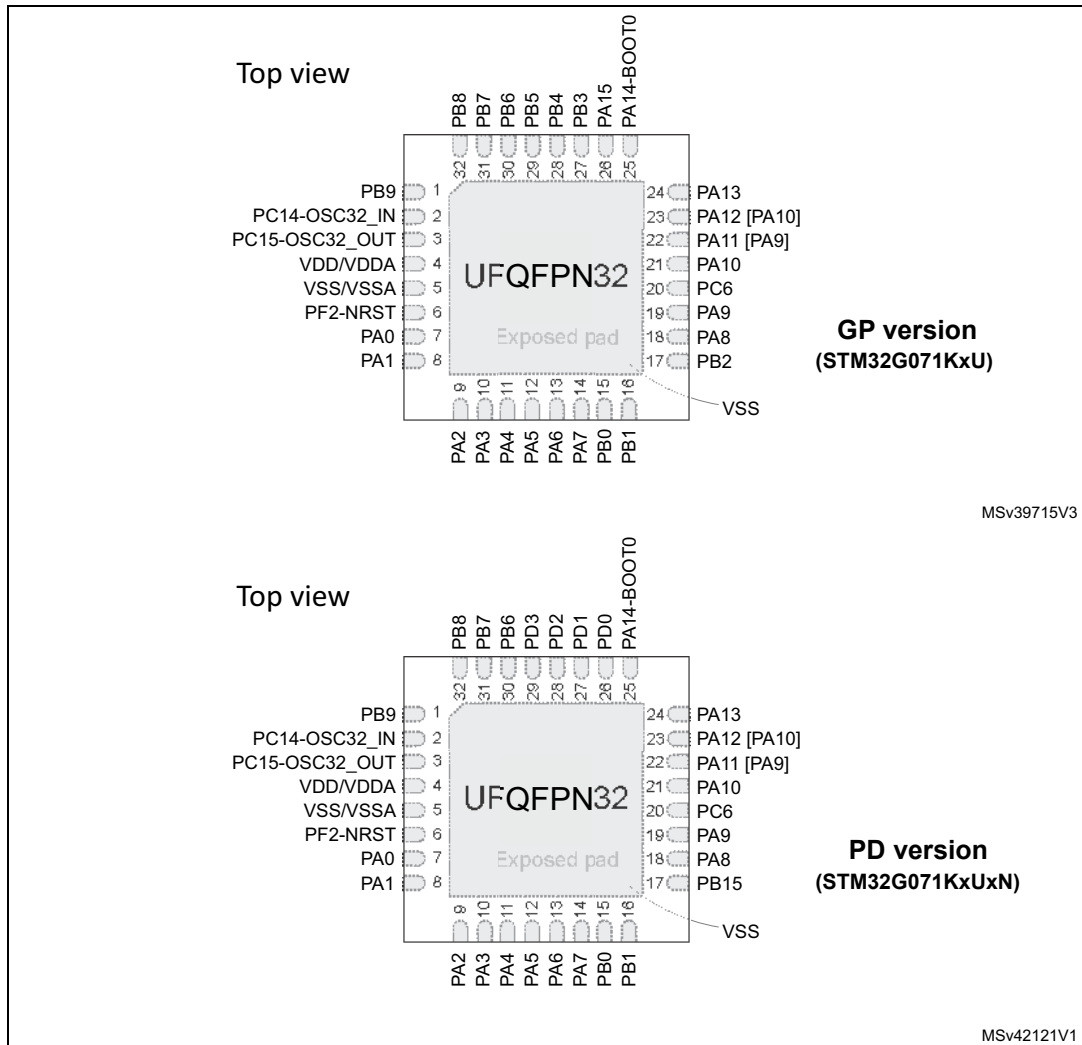 Top view
PB8
PB7
PB6
PB5
PB4
PB3
PA15
PA14-BOOT0
32
31
30
29
28
27
26
25
PB9 1
PC14-OSC32_IN 2
PC15-OSC32_OUT 3
VDD/VDDA 4
VSS/VSSA 5
PF2-NRST 6
PA0 7
PA1 8
UFQFPN32
Exposed pad
24 PA13
23 PA12 [PA10]
22 PA11 [PA9]
21 PA10
20 PC6
19 PA9
18 PA8
17 PB2
VSS
9
10
11
12
13
14
15
16
PA2
PA3
PA4
PA5
PA6
PA7
PB0
PB1
GP version
(STM32G071KxU)
MSv39715V3
Top view
PB8
PB7
PB6
PD3
PD2
PD1
PD0
PA14-BOOT0
32
31
30
29
28
27
26
25
PB9 1
PC14-OSC32_IN 2
PC15-OSC32_OUT 3
VDD/VDDA 4
VSS/VSSA 5
PF2-NRST 6
PA0 7
PA1 8
UFQFPN32
Exposed pad
24 PA13
23 PA12 [PA10]
22 PA11 [PA9]
21 PA10
20 PC6
19 PA9
18 PA8
17 PB15
VSS
9
10
11
12
13
14
15
16
PA2
PA3
PA4
PA5
PA6
PA7
PB0
PB1
PD version
(STM32G071KxUxN)
MSv42121V1